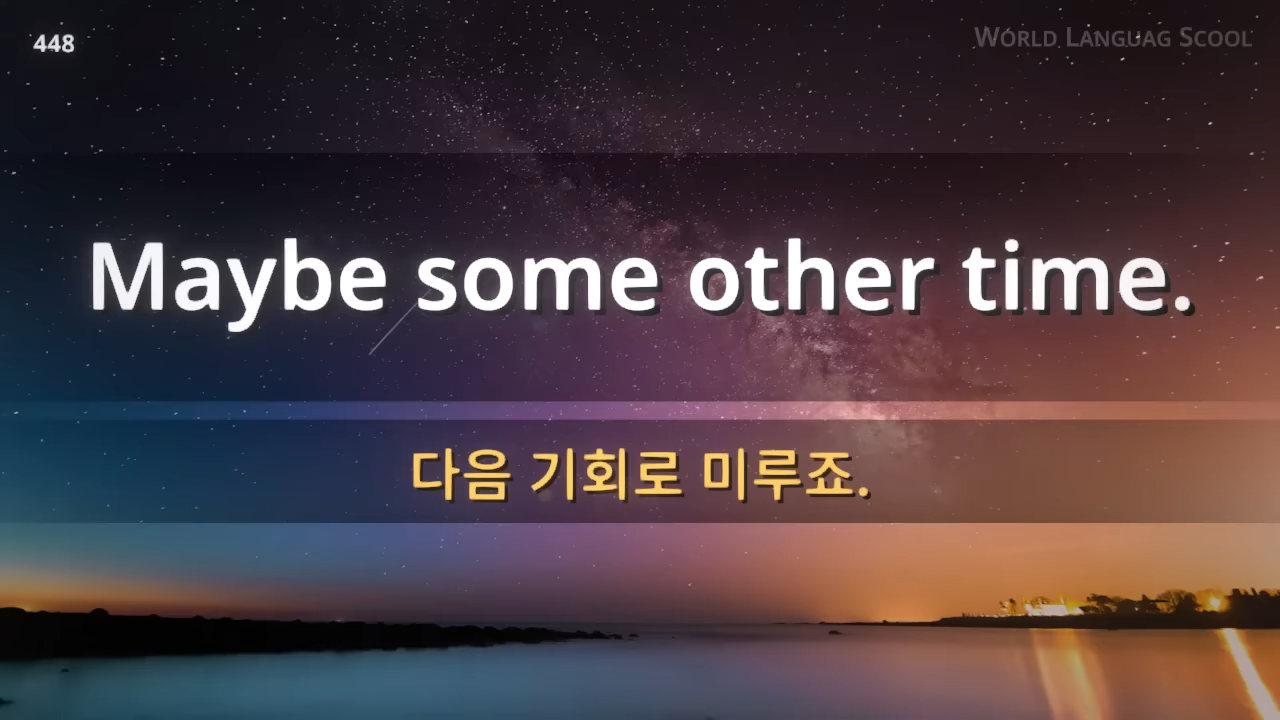 448
WORLD LANGUAG SCOOL
Maybe some other time.
다음 기회로 미루죠.